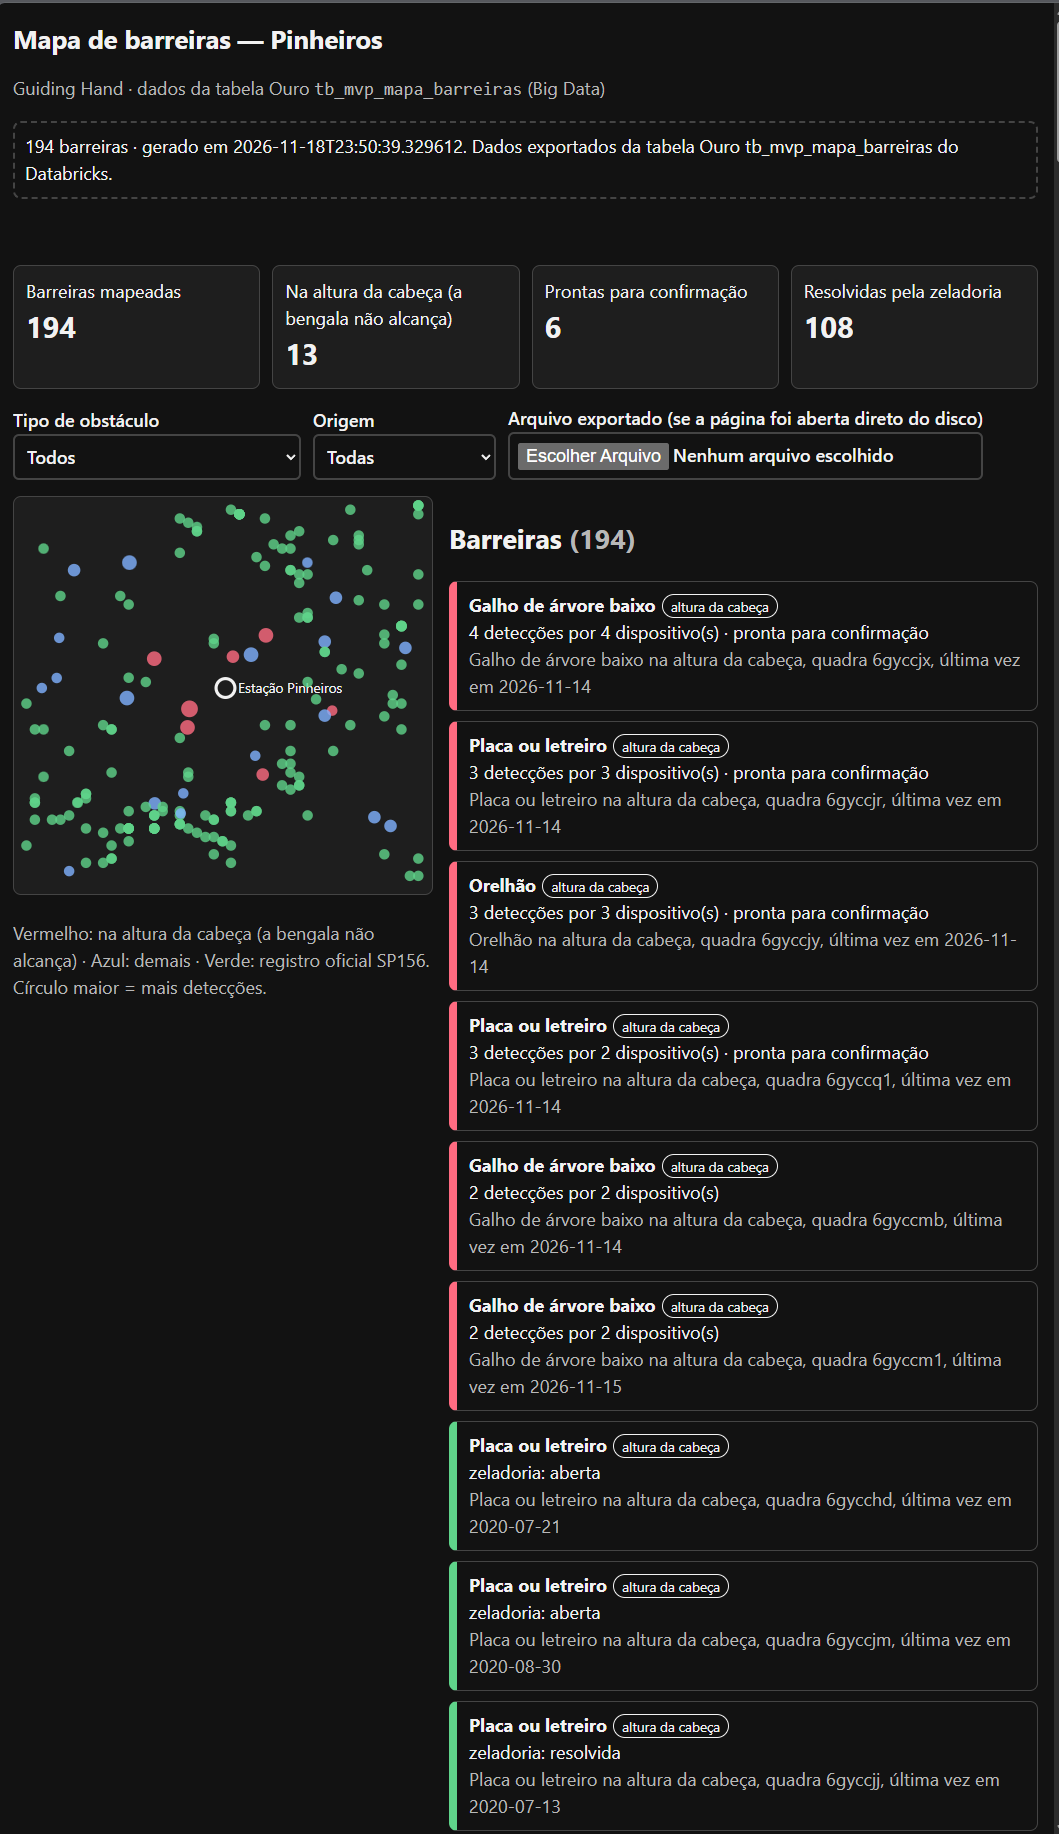 Mapa de barreiras — Pinheiros
Guiding Hand · dados da tabela Ouro tb_mvp_mapa_barreiras (Big Data)
194 barreiras · gerado em 2026-11-18T23:50:39.329612. Dados exportados da tabela Ouro tb_mvp_mapa_barreiras do
Databricks.
Barreiras mapeadas
194
Na altura da cabeça (a
bengala não alcança)
13
Prontas para confirmação
6
Resolvidas pela zeladoria
108
Tipo de obstáculo
Todos
Origem
Todas
Arquivo exportado (se a página foi aberta direto do disco)
Escolher Arquivo Nenhum arquivo escolhido
Estação Pinheiros
Vermelho: na altura da cabeça (a bengala não
alcança) · Azul: demais · Verde: registro oficial SP156.
Círculo maior = mais detecções.
Barreiras (194)
Galho de árvore baixo altura da cabeça
4 detecções por 4 dispositivo(s) · pronta para confirmação
Galho de árvore baixo na altura da cabeça, quadra 6gyccjx, última vez
em 2026-11-14
Placa ou letreiro altura da cabeça
3 detecções por 3 dispositivo(s) · pronta para confirmação
Placa ou letreiro na altura da cabeça, quadra 6gyccjr, última vez em
2026-11-14
Orelhão altura da cabeça
3 detecções por 3 dispositivo(s) · pronta para confirmação
Orelhão na altura da cabeça, quadra 6gyccjy, última vez em 2026-11-
14
Placa ou letreiro altura da cabeça
3 detecções por 2 dispositivo(s) · pronta para confirmação
Placa ou letreiro na altura da cabeça, quadra 6gyccq1, última vez em
2026-11-14
Galho de árvore baixo altura da cabeça
2 detecções por 2 dispositivo(s)
Galho de árvore baixo na altura da cabeça, quadra 6gyccmb, última
vez em 2026-11-14
Galho de árvore baixo altura da cabeça
2 detecções por 2 dispositivo(s)
Galho de árvore baixo na altura da cabeça, quadra 6gyccm1, última
vez em 2026-11-15
Placa ou letreiro altura da cabeça
zeladoria: aberta
Placa ou letreiro na altura da cabeça, quadra 6gycchd, última vez em
2020-07-21
Placa ou letreiro altura da cabeça
zeladoria: aberta
Placa ou letreiro na altura da cabeça, quadra 6gyccjm, última vez em
2020-08-30
Placa ou letreiro altura da cabeça
zeladoria: resolvida
Placa ou letreiro na altura da cabeça, quadra 6gyccjj, última vez em
2020-07-13